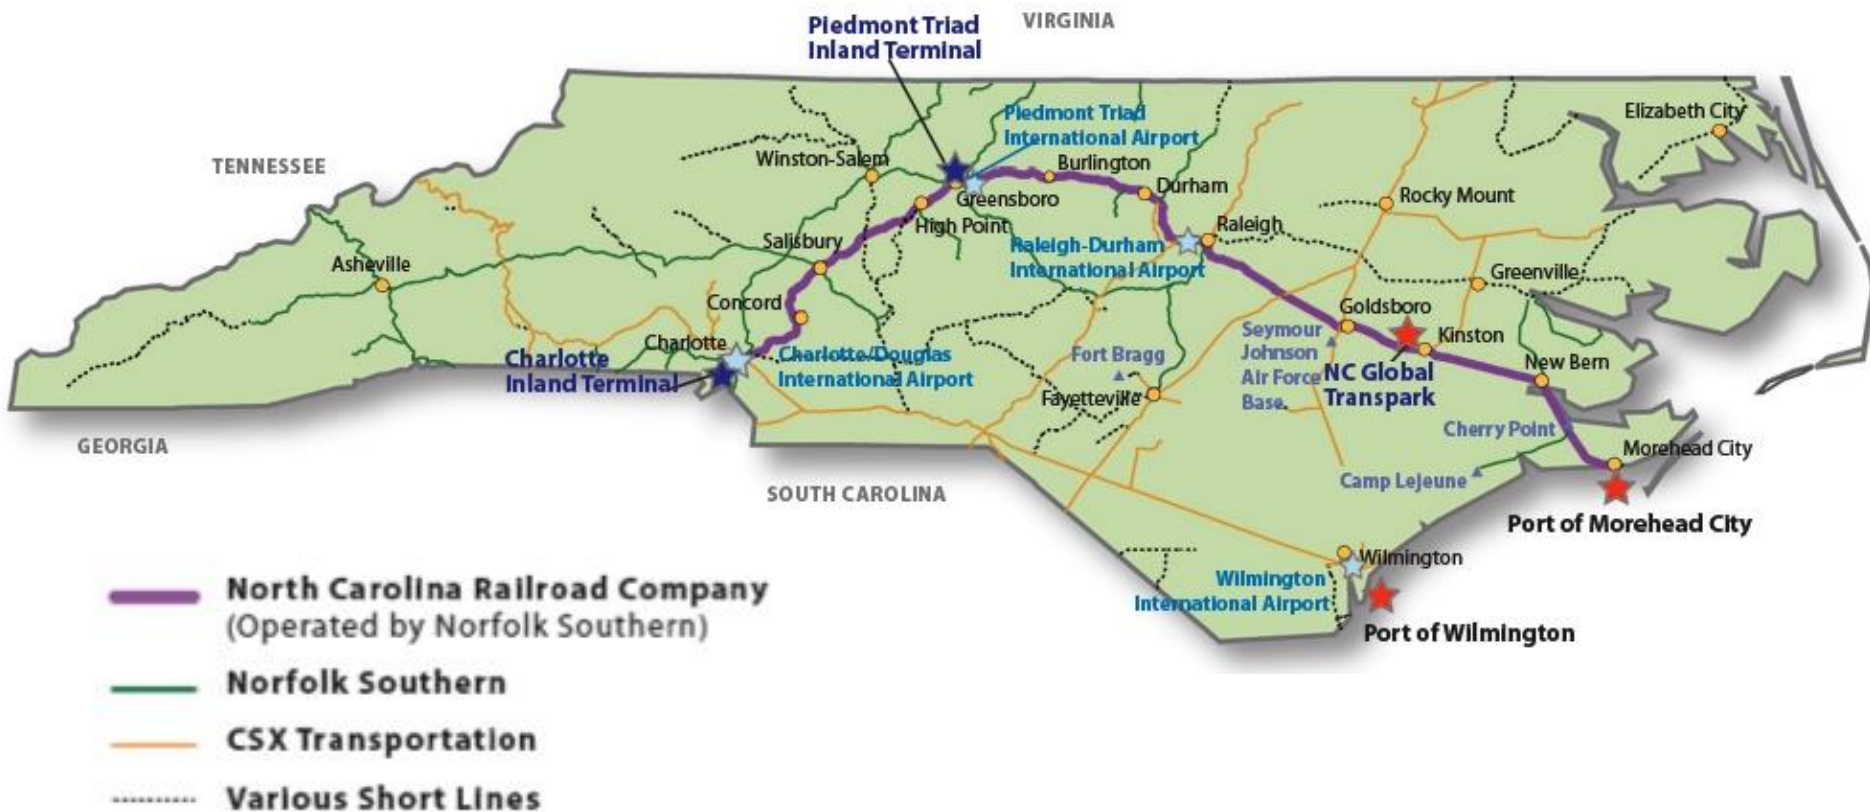 VIRGINIA
Piedmont Triad
Inland Terminal
Piedmont Triad
International Airport
Elizabeth City
TENNESSEE
Winston-Salem
Burlington
Durham
Greensboro
Rocky Mount
High Point
Raleigh
Salisbury
Raleigh-Durham
International Airport
Asheville
Greenville
Concord
Goldsboro
Charlotte
Seymour
Johnson
Air Force
Base
Kinston
Charlotte
Inland Terminal
Charlotte/Douglas
International Airport
Fort Bragg
NC Global
Transpark
New Bern
Fayetteville
Cherry Point
GEORGIA
Morehead City
Camp Lejeune
SOUTH CAROLINA
Port of Morehead City
Wilmington
Wilmington
International Airport
Port of Wilmington
North Carolina Railroad Company
(Operated by Norfolk Southern)
Norfolk Southern
CSX Transportation
Various Short Lines